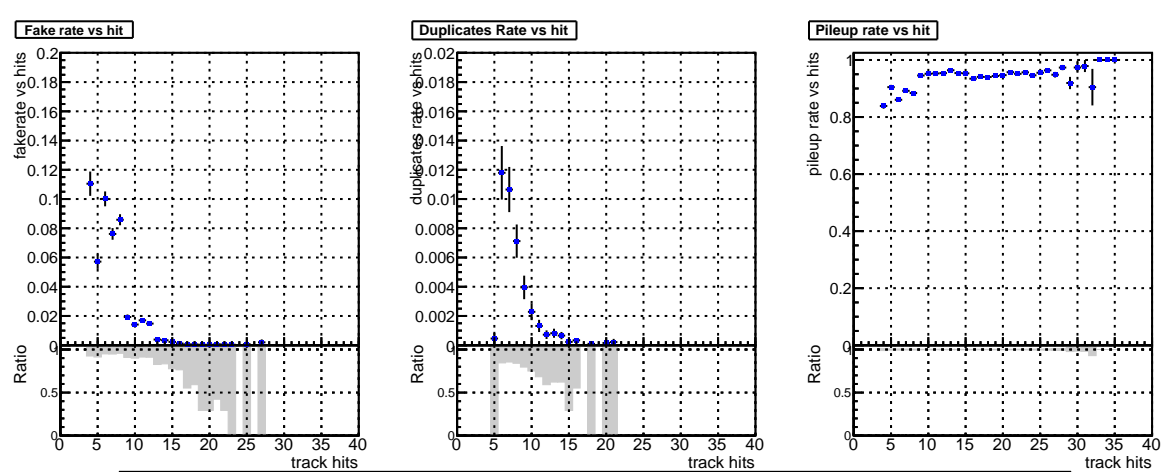 Fake rate vs hit
fakerate vs hits
0.2
0.18
0.16
0.14
0.12
0.1
0.08
0.06
0.04
0.02
0
Ratio
1
0.5
0
0 5 10 15 20 25 30 35 40
track hits
Duplicates Rate vs hit
duplicates rate vs hits
0.02
0.018
0.016
0.014
0.012
0.01
0.008
0.006
0.004
0.002
0
Ratio
1
0.5
0
0 5 10 15 20 25 30 35 40
track hits
Pileup rate vs hit
pileup rate vs hits
1
0.8
0.6
0.4
0.2
0
Ratio
1
0.5
0
0 5 10 15 20 25 30 35 40
track hits